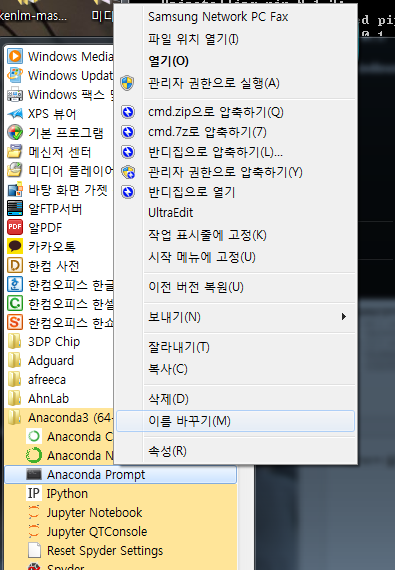 kenlm-mas...
미디
Windows Media
Windows Updat
Windows 팩스 및
XPS 뷰어
기본 프로그램
메신저 센터
미디어 플레이어
바탕 화면 가젯
알FTP서버
알PDF
카카오톡
한컴 사전
한컴오피스 한글
한컴오피스 한셀
한컴오피스 한쇼
3DP Chip
Adguard
afreeca
AhnLab
Anaconda3 (64-
Anaconda C
Anaconda N
Anaconda Prompt
IPython
Jupyter Notebook
Jupyter QTConsole
Reset Spyder Settings
Spyder
Samsung Network PC Fax
파일 위치 열기(I)
열기(O)
관리자 권한으로 실행(A)
cmd.zip으로 압축하기(Q)
cmd.7z로 압축하기(7)
반디집으로 압축하기(L)...
관리자 권한으로 압축하기(Y)
반디집으로 열기
UltraEdit
작업 표시줄에 고정(K)
시작 메뉴에 고정(U)
이전 버전 복원(U)
보내기(N)
잘라내기(T)
복사(C)
삭제(D)
이름 바꾸기(M)
속성(R)